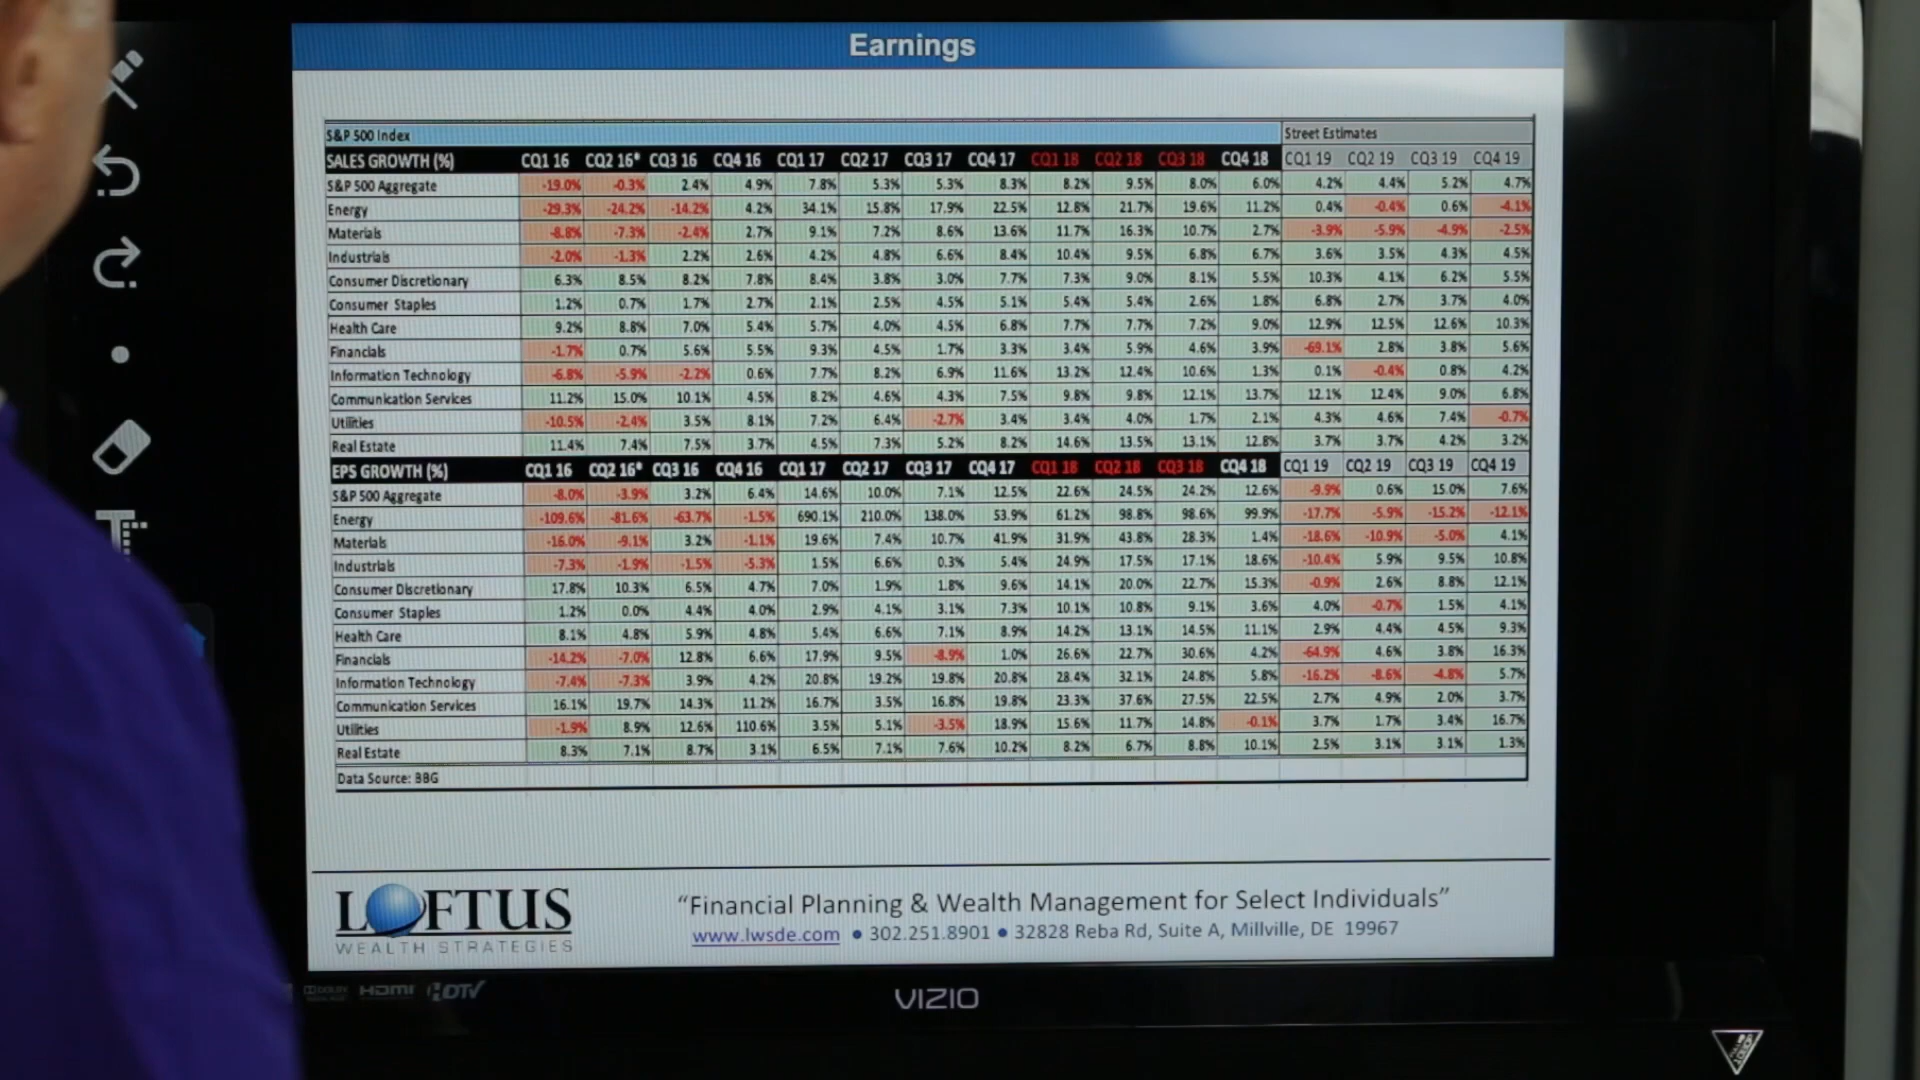 Earnings
S&P 500 Index Street Estimates
SALES GROWTH (%) CQ1 16 CQ2 16* CQ3 16 CQ4 16 CQ1 17 CQ2 17 CQ3 17 CQ4 17 CQ1 18 CQ2 18 CQ3 18 CQ4 18 CQ1 19 CQ2 19 CQ3 19 CQ4 19
S&P 500 Aggregate -19.0% -0.3% 2.4% 4.9% 7.8% 5.3% 5.3% 8.3% 8.2% 9.5% 8.0% 6.0% 4.2% 4.4% 5.2% 4.7%
Energy -29.3% -24.2% -14.2% 4.2% 34.1% 15.8% 17.9% 22.5% 12.8% 21.7% 19.6% 11.2% 0.4% -0.4% 0.6% -4.1%
Materials -8.8% -7.3% -2.4% 2.7% 9.1% 7.2% 8.6% 13.6% 11.7% 16.3% 10.7% 2.7% -3.9% -5.9% -4.9% -2.5%
Industrials -2.0% -1.3% 2.2% 2.6% 4.2% 4.8% 6.6% 8.4% 10.4% 9.5% 6.8% 6.7% 3.6% 3.5% 4.3% 4.5%
Consumer Discretionary 6.3% 8.5% 8.2% 7.8% 8.4% 3.8% 3.0% 7.7% 7.3% 9.0% 8.1% 5.5% 10.3% 4.1% 6.2% 5.5%
Consumer Staples 1.2% 0.7% 1.7% 2.7% 2.1% 2.5% 4.5% 5.1% 5.4% 5.4% 2.6% 1.8% 6.8% 2.7% 3.7% 4.0%
Health Care 9.2% 8.8% 7.0% 5.4% 5.7% 4.0% 4.5% 6.8% 7.7% 7.7% 7.2% 9.0% 12.9% 12.5% 12.6% 10.3%
Financials -1.7% 0.7% 5.6% 5.5% 9.3% 4.5% 1.7% 3.3% 3.4% 5.9% 4.6% 3.9% -69.1% 2.8% 3.8% 5.6%
Information Technology -6.8% -5.9% -2.2% 0.6% 7.7% 8.2% 6.9% 11.6% 13.2% 12.4% 10.6% 1.3% 0.1% -0.4% 0.8% 4.2%
Communication Services 11.2% 15.0% 10.1% 4.5% 8.2% 4.6% 4.3% 7.5% 9.8% 9.8% 12.1% 13.7% 12.1% 12.4% 9.0% 6.8%
Utilities -10.5% -2.4% 3.5% 8.1% 7.2% 6.4% -2.7% 3.4% 3.4% 4.0% 1.7% 2.1% 4.3% 4.6% 7.4% -0.7%
Real Estate 11.4% 7.4% 7.5% 3.7% 4.5% 7.3% 5.2% 8.2% 14.6% 13.5% 13.1% 12.8% 3.7% 3.7% 4.2% 3.2%
EPS GROWTH (%) CQ1 16 CQ2 16* CQ3 16 CQ4 16 CQ1 17 CQ2 17 CQ3 17 CQ4 17 CQ1 18 CQ2 18 CQ3 18 CQ4 18 CQ1 19 CQ2 19 CQ3 19 CQ4 19
S&P 500 Aggregate -8.0% -3.9% 3.2% 6.4% 14.6% 10.0% 7.1% 12.5% 22.6% 24.5% 24.2% 12.6% -9.9% 0.6% 15.0% 7.6%
Energy -109.6% -81.6% -63.7% -1.5% 690.1% 210.0% 138.0% 53.9% 61.2% 98.8% 98.6% 99.9% -17.7% -5.9% -15.2% -12.1%
Materials -16.0% -9.1% 3.2% -1.1% 19.6% 7.4% 10.7% 41.9% 31.9% 43.8% 28.3% 1.4% -18.6% -10.9% -5.0% 4.1%
Industrials -7.3% -1.9% -1.5% -5.3% 1.5% 6.6% 0.3% 5.4% 24.9% 17.5% 17.1% 18.6% -10.4% 5.9% 9.5% 10.8%
Consumer Discretionary 17.8% 10.3% 6.5% 4.7% 7.0% 1.9% 1.8% 9.6% 14.1% 20.0% 22.7% 15.3% -0.9% 2.6% 8.8% 12.1%
Consumer Staples 1.2% 0.0% 4.4% 4.0% 2.9% 4.1% 3.1% 7.3% 10.1% 10.8% 9.1% 3.6% 4.0% -0.7% 1.5% 4.1%
Health Care 8.1% 4.8% 5.9% 4.8% 5.4% 6.6% 7.1% 8.9% 14.2% 13.1% 14.5% 11.1% 2.9% 4.4% 4.5% 9.3%
Financials -14.2% -7.0% 12.8% 6.6% 17.9% 9.5% -8.9% 1.0% 26.6% 22.7% 30.6% 4.2% -64.9% 4.6% 3.8% 16.3%
Information Technology -7.4% -7.3% 3.9% 4.2% 20.8% 19.2% 19.8% 20.8% 28.4% 32.1% 24.8% 5.8% -16.2% -8.6% -4.8% 5.7%
Communication Services 16.1% 19.7% 14.3% 11.2% 16.7% 3.5% 16.8% 19.8% 23.3% 37.6% 27.5% 22.5% 2.7% 4.9% 2.0% 3.7%
Utilities -1.9% 8.9% 12.6% 110.6% 3.5% 5.1% -3.5% 18.9% 15.6% 11.7% 14.8% -0.1% 3.7% 1.7% 3.4% 16.7%
Real Estate 8.3% 7.1% 8.7% 3.1% 6.5% 7.1% 7.6% 10.2% 8.2% 6.7% 8.8% 10.1% 2.5% 3.1% 3.1% 1.3%
Data Source: BBG
LOFTUS
WEALTH STRATEGIES
“Financial Planning & Wealth Management for Select Individuals”
www.lwsde.com • 302.251.8901 • 32828 Reba Rd, Suite A, Millville, DE 19967
HDMI HDTV
VIZIO